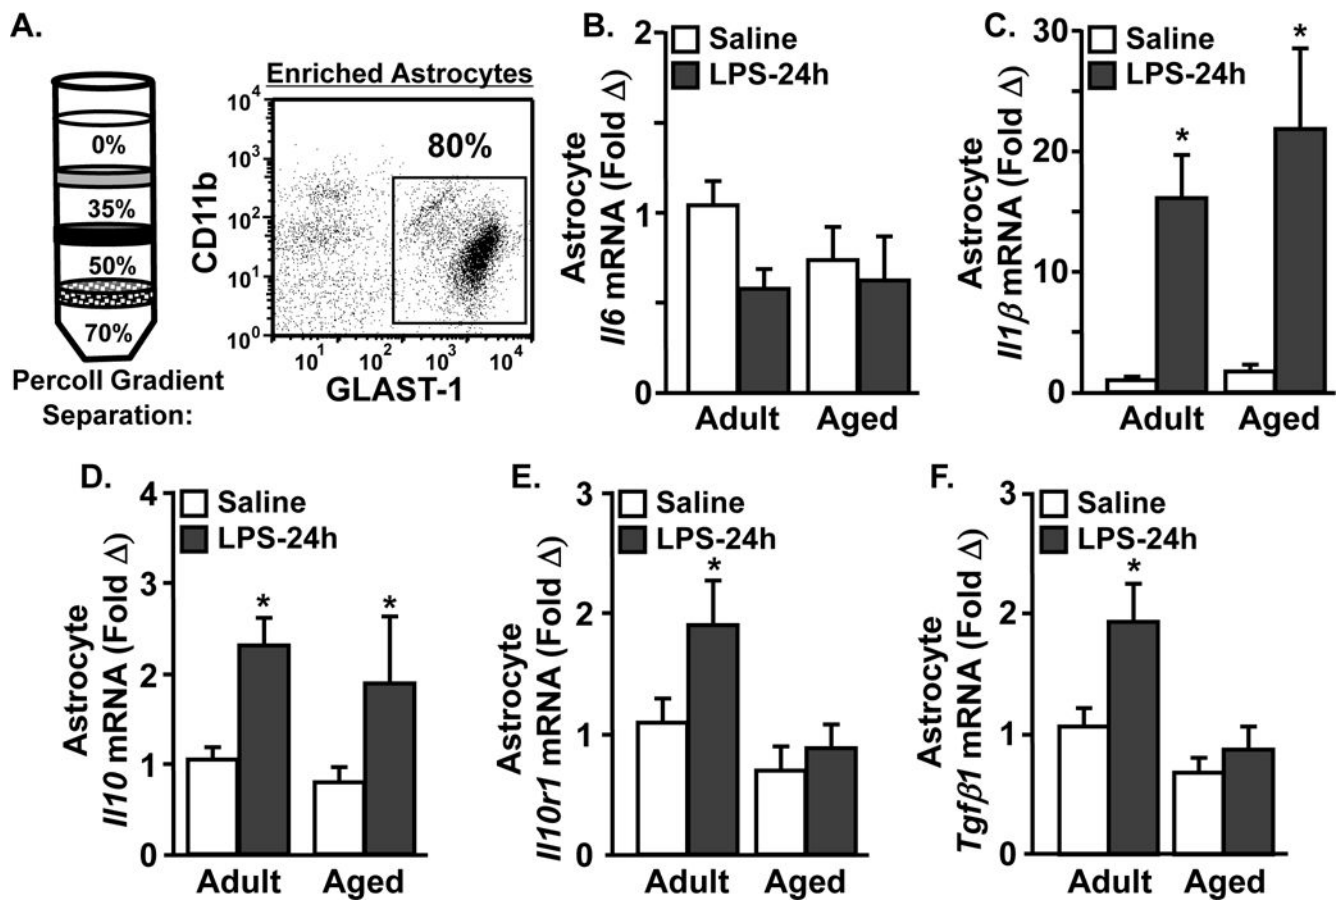 A.
0%
35%
50%
70%
Percoll Gradient
Separation:
Enriched Astrocytes
80%
CD11b
10^4
10^3
10^2
10^1
10^0
10^1 10^2 10^3 10^4
GLAST-1
B.
Saline
LPS-24h
Astrocyte
Il6 mRNA (Fold Δ)
2
1
0
Adult Aged
C.
Saline
LPS-24h
Astrocyte
Il1β mRNA (Fold Δ)
30
20
10
0
*
*
Adult Aged
D.
Saline
LPS-24h
Astrocyte
Il10 mRNA (Fold Δ)
4
3
2
1
0
*
*
Adult Aged
E.
Saline
LPS-24h
Astrocyte
Il10r1 mRNA (Fold Δ)
3
2
1
0
*
Adult Aged
F.
Saline
LPS-24h
Astrocyte
Tgfβ1 mRNA (Fold Δ)
3
2
1
0
*
Adult Aged